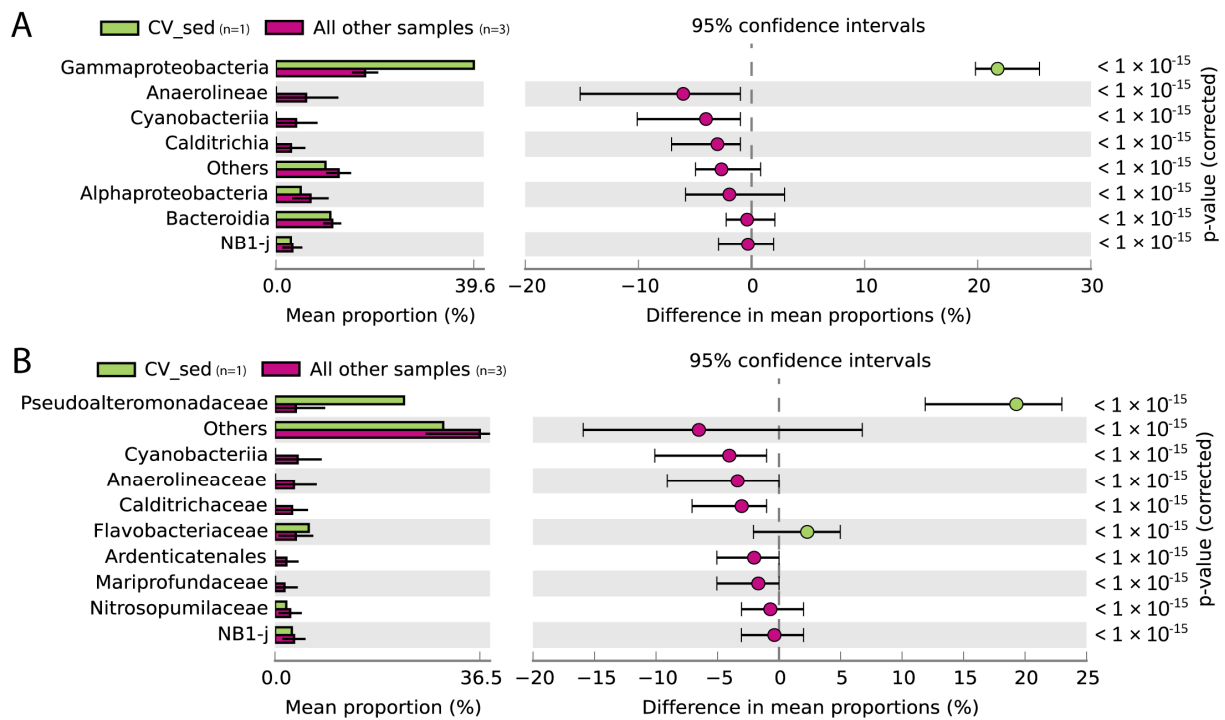 A
CV_sed (n=1) All other samples (n=3)
95% confidence intervals
Gammaproteobacteria < 1 × 10⁻¹⁵
Anaerolineae < 1 × 10⁻¹⁵
Cyanobacteriia < 1 × 10⁻¹⁵
Calditrichia < 1 × 10⁻¹⁵
Others < 1 × 10⁻¹⁵
Alphaproteobacteria < 1 × 10⁻¹⁵
Bacteroidia < 1 × 10⁻¹⁵
NB1-j < 1 × 10⁻¹⁵
p-value (corrected)
0.0 39.6 −20 −10 0 10 20 30
Mean proportion (%) Difference in mean proportions (%)
B
CV_sed (n=1) All other samples (n=3)
95% confidence intervals
Pseudoalteromonadaceae < 1 × 10⁻¹⁵
Others < 1 × 10⁻¹⁵
Cyanobacteriia < 1 × 10⁻¹⁵
Anaerolineaceae < 1 × 10⁻¹⁵
Calditrichaceae < 1 × 10⁻¹⁵
Flavobacteriaceae < 1 × 10⁻¹⁵
Ardenticatenales < 1 × 10⁻¹⁵
Mariprofundaceae < 1 × 10⁻¹⁵
Nitrosopumilaceae < 1 × 10⁻¹⁵
NB1-j < 1 × 10⁻¹⁵
p-value (corrected)
0.0 36.5 −20 −15 −10 −5 0 5 10 15 20 25
Mean proportion (%) Difference in mean proportions (%)